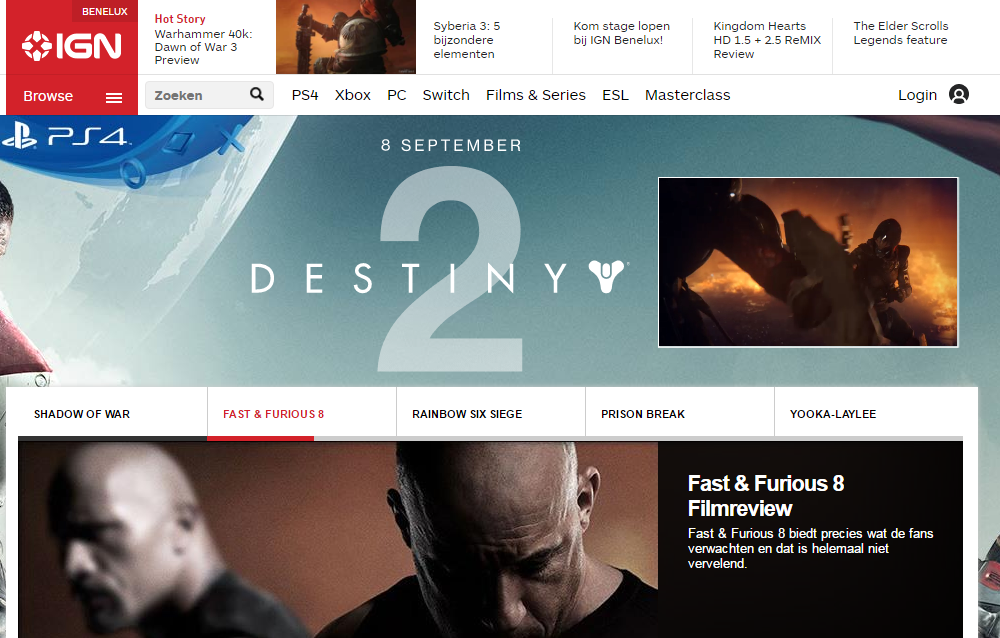 BENELUX
IGN
Hot Story
Warhammer 40k:
Dawn of War 3
Preview
Syberia 3: 5
bijzondere
elementen
Kom stage lopen
bij IGN Benelux!
Kingdom Hearts
HD 1.5 + 2.5 ReMIX
Review
The Elder Scrolls
Legends feature
Browse
Zoeken
PS4 Xbox PC Switch Films & Series ESL Masterclass
Login
PS4
8 SEPTEMBER
2
DESTINY
SHADOW OF WAR
FAST & FURIOUS 8
RAINBOW SIX SIEGE
PRISON BREAK
YOOKA-LAYLEE
Fast & Furious 8
Filmreview
Fast & Furious 8 biedt precies wat de fans
verwachten en dat is helemaal niet
vervelend.